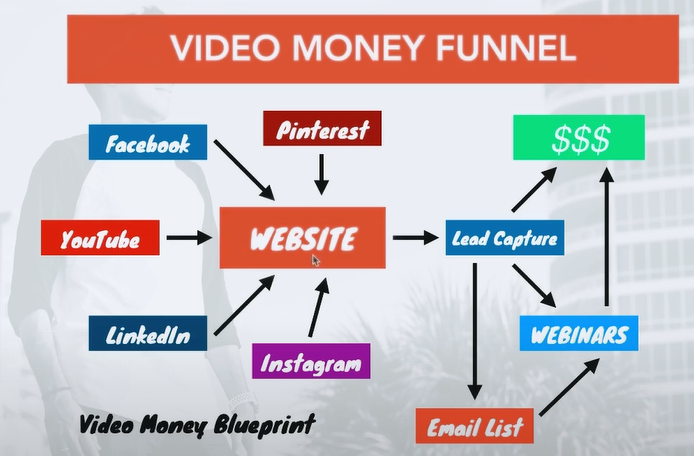 VIDEO MONEY FUNNEL
Facebook
Pinterest
$$$
YouTube
WEBSITE
Lead Capture
LinkedIn
Instagram
WEBINARS
Video Money Blueprint
Email List